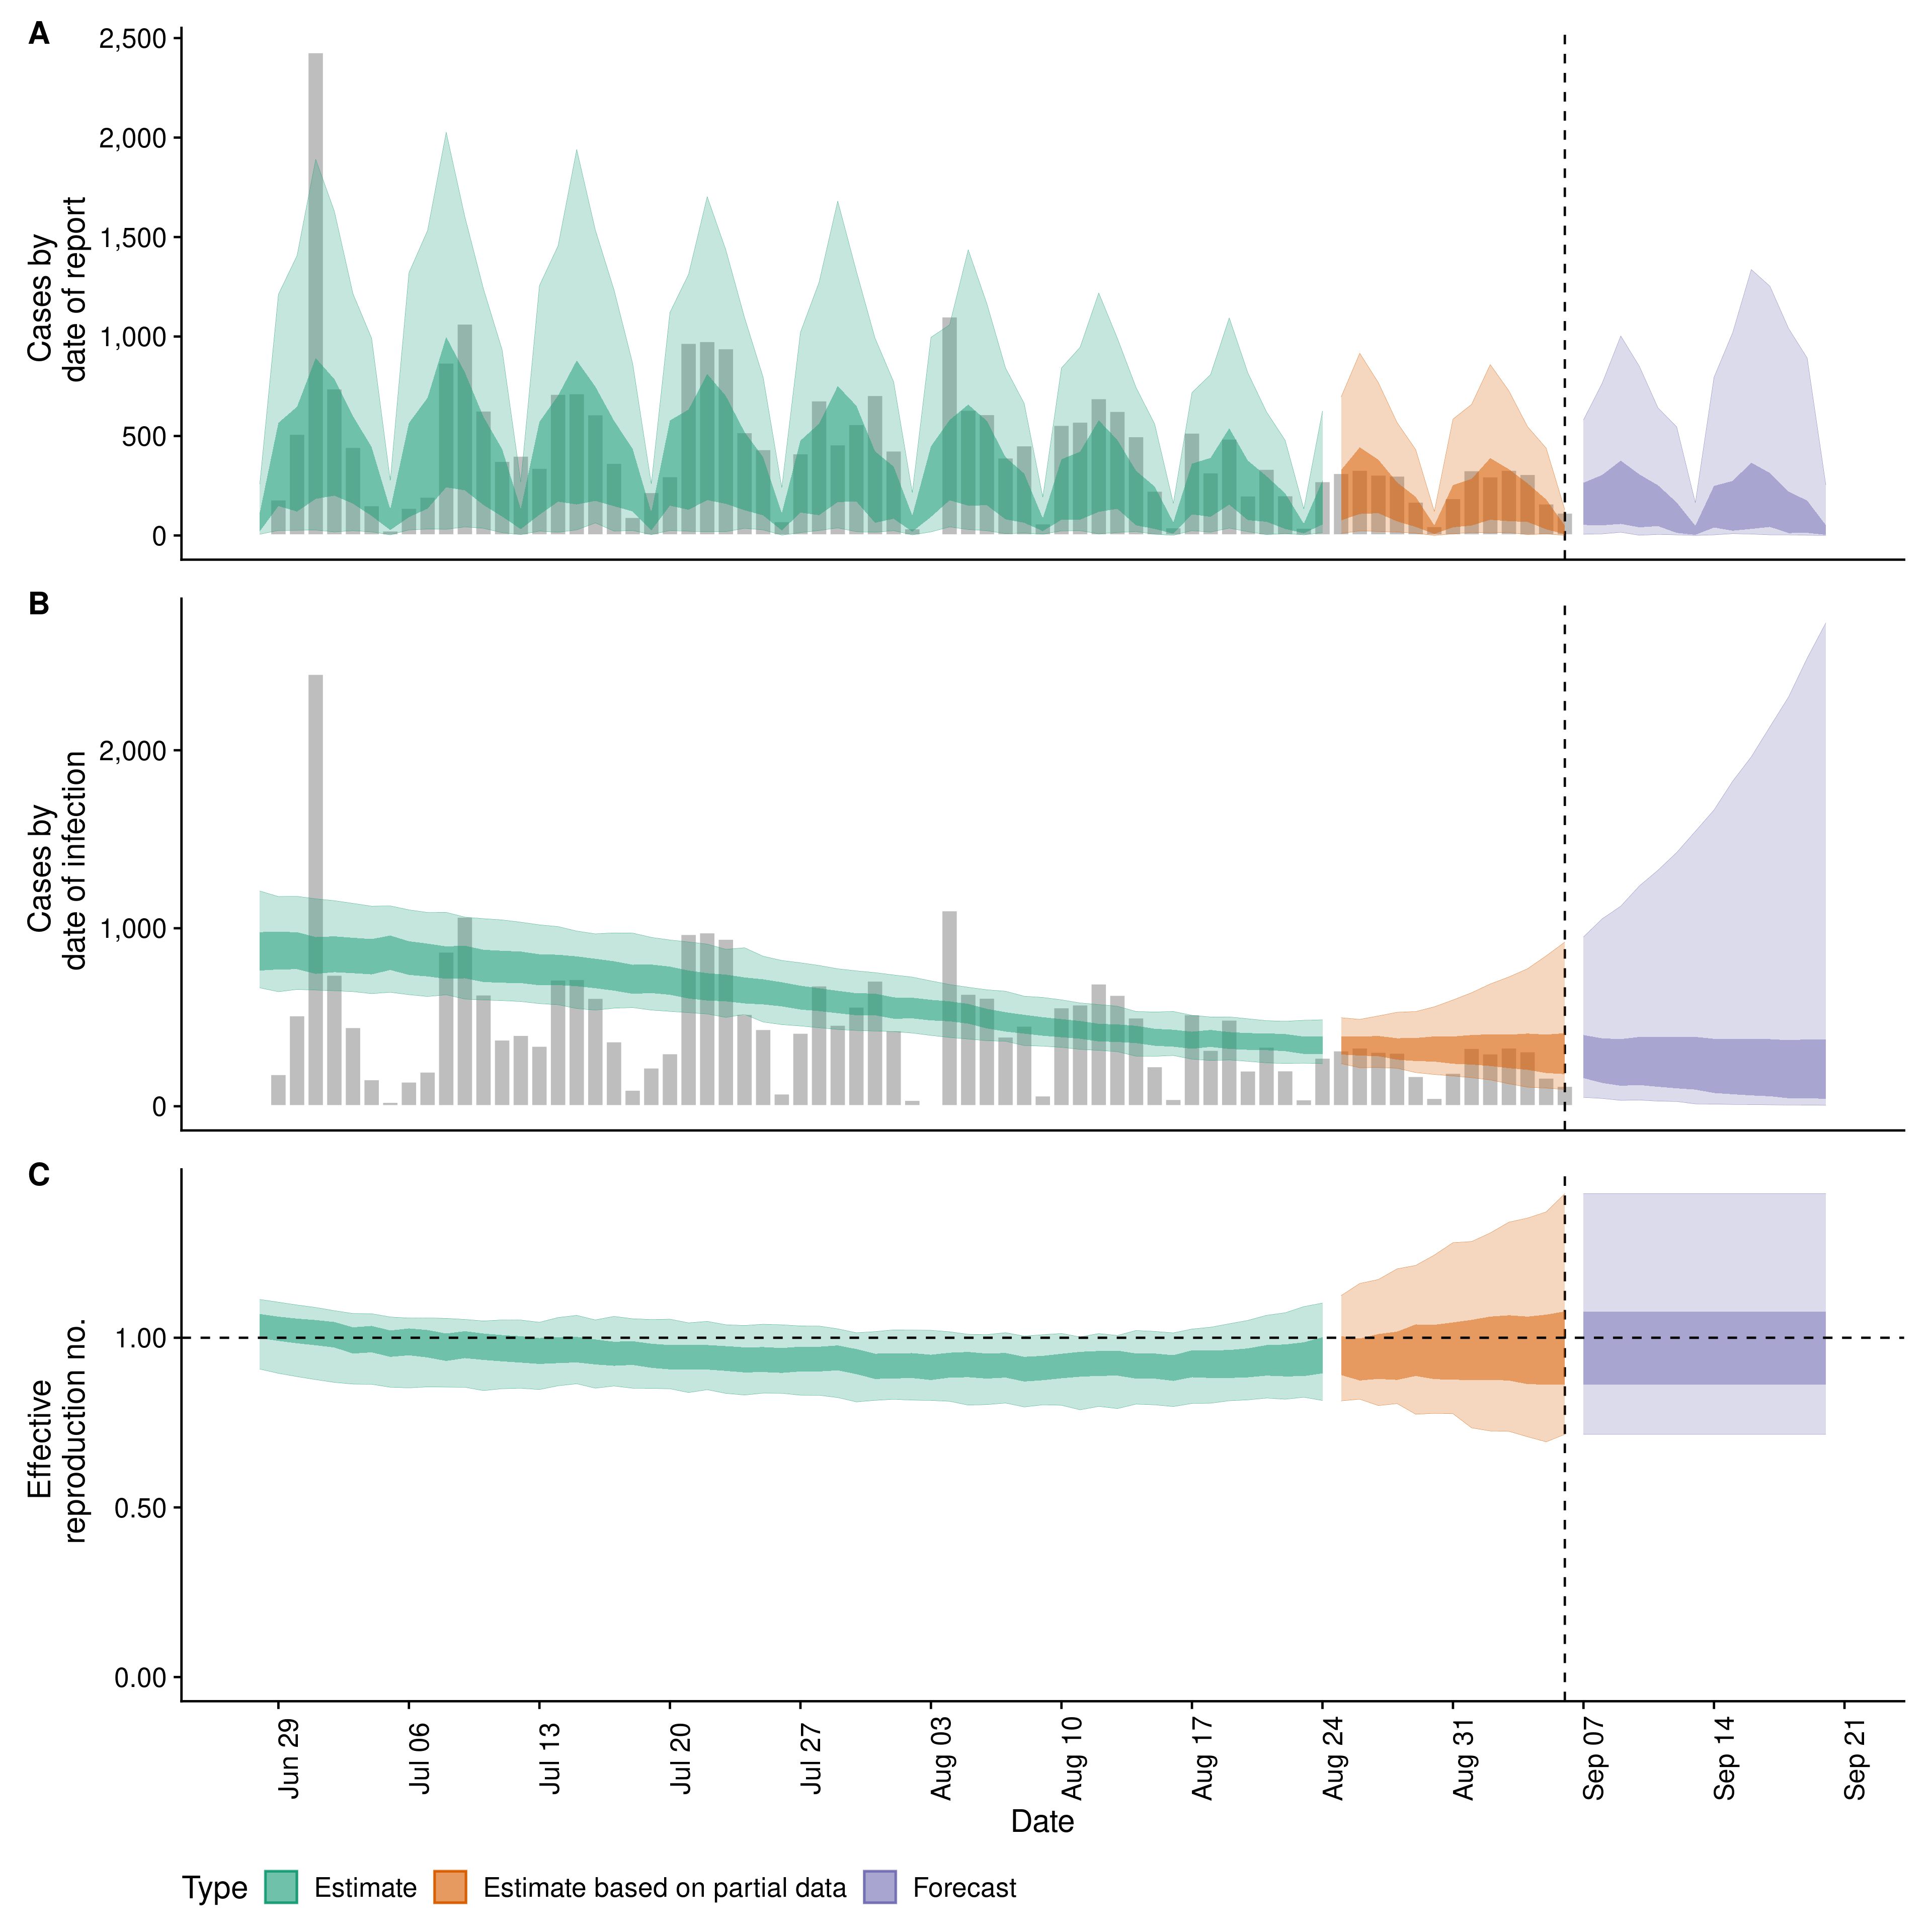 A
2,500
2,000
1,500
1,000
500
0
Cases by
date of report
B
2,000
1,000
0
Cases by
date of infection
C
1.00
0.50
0.00
Effective
reproduction no.
Jun 29
Jul 06
Jul 13
Jul 20
Jul 27
Aug 03
Aug 10
Aug 17
Aug 24
Aug 31
Sep 07
Sep 14
Sep 21
Date
Type Estimate Estimate based on partial data Forecast